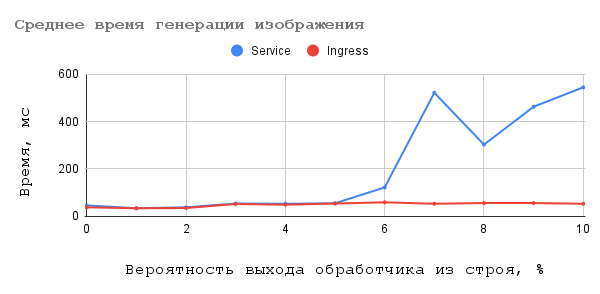 Среднее время генерации изображения
Service Ingress
Время, мс
600
400
200
0
0 2 4 6 8 10
Вероятность выхода обработчика из строя, %